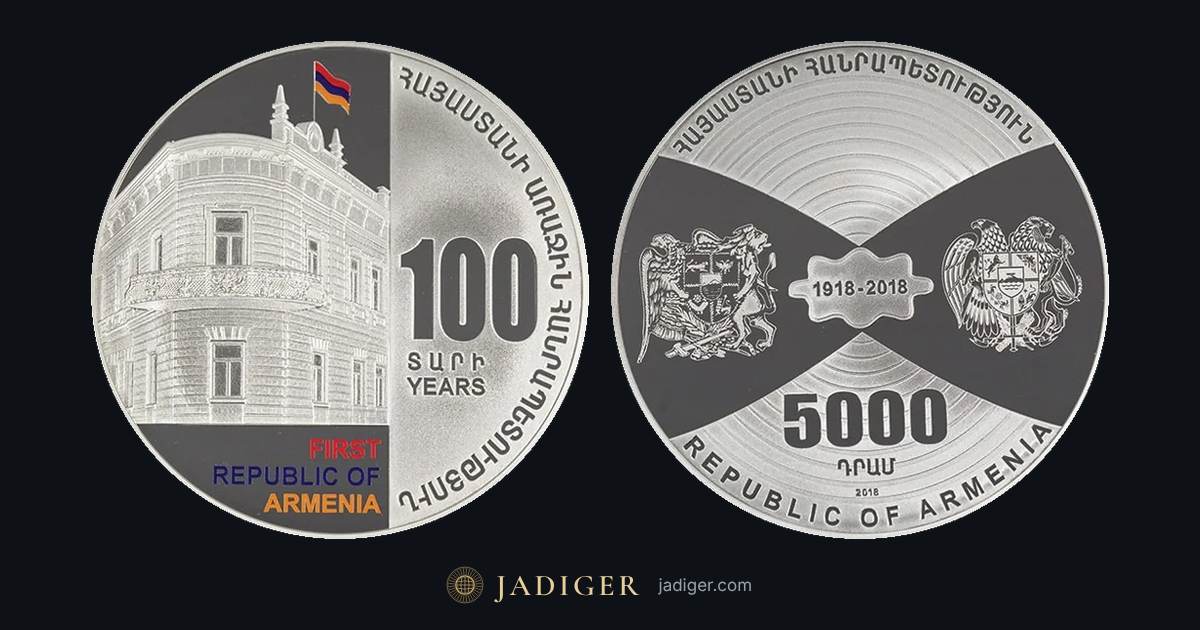 ՀԱՅԱՍՏԱՆԻ ԱՌԱՋԻՆ ՀԱՆՐԱՊԵՏՈՒԹՅՈՒՆ
100
ՏԱՐԻ
YEARS
FIRST
REPUBLIC OF
ARMENIA
ՀԱՅԱՍՏԱՆԻ ՀԱՆՐԱՊԵՏՈՒԹՅՈՒՆ
1918-2018
5000
ԴՐԱՄ
2018
REPUBLIC OF ARMENIA
JADIGER jadiger.com